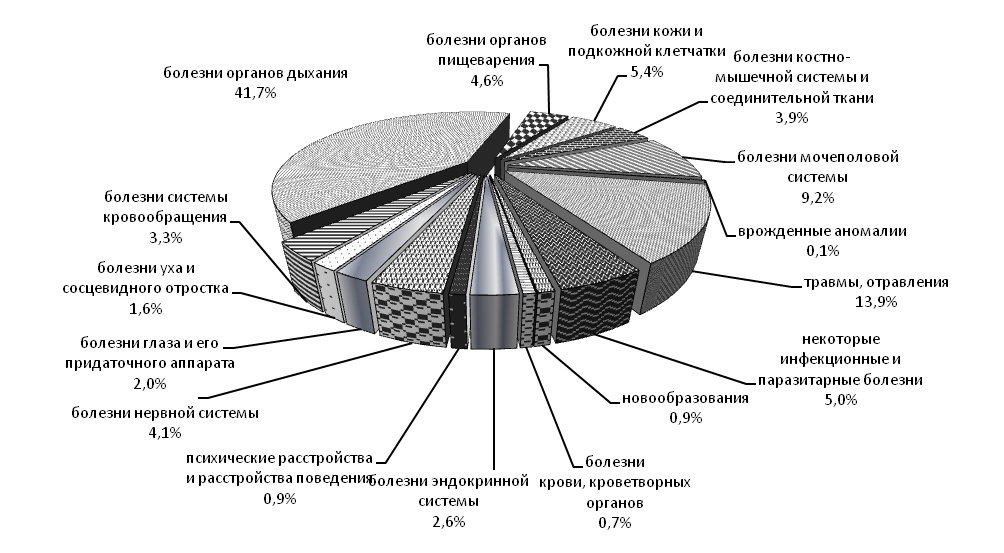 болезни органов дыхания
41,7%
болезни органов
пищеварения
4,6%
болезни кожи и
подкожной клетчатки
5,4%
болезни костно-
мышечной системы и
соединительной ткани
3,9%
болезни мочеполовой
системы
9,2%
врожденные аномалии
0,1%
травмы, отравления
13,9%
некоторые
инфекционные и
паразитарные болезни
5,0%
новообразования
0,9%
болезни
крови, кроветворных
органов
0,7%
болезни эндокринной
системы
2,6%
психические расстройства
и расстройства поведения
0,9%
болезни нервной системы
4,1%
болезни глаза и его
придаточного аппарата
2,0%
болезни уха и
сосцевидного отростка
1,6%
болезни системы
кровообращения
3,3%